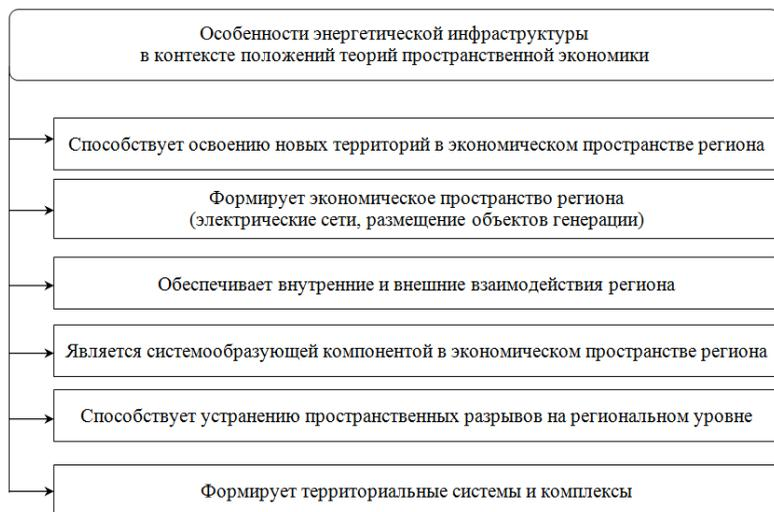 Особенности энергетической инфраструктуры
в контексте положений теорий пространственной экономики
Способствует освоению новых территорий в экономическом пространстве региона
Формирует экономическое пространство региона
(электрические сети, размещение объектов генерации)
Обеспечивает внутренние и внешние взаимодействия региона
Является системообразующей компонентой в экономическом пространстве региона
Способствует устранению пространственных разрывов на региональном уровне
Формирует территориальные системы и комплексы